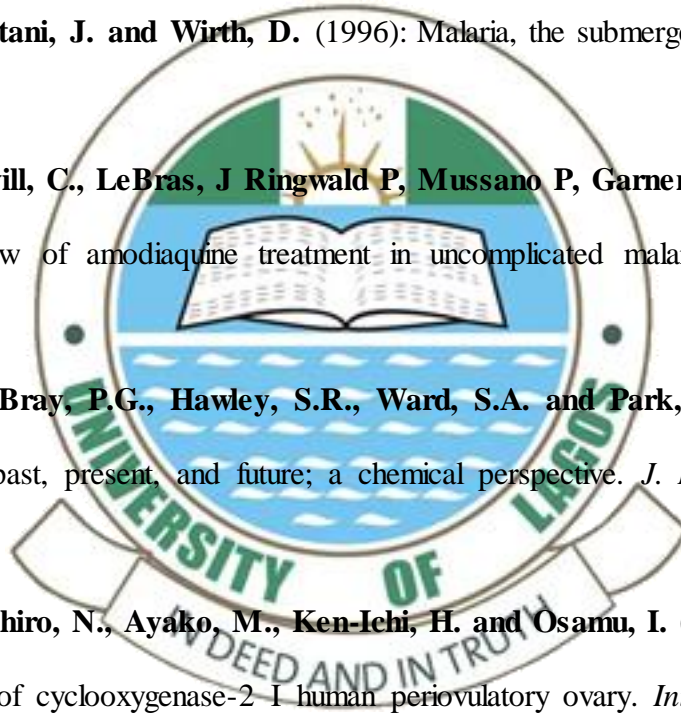 tani, J. and Wirth, D. (1996): Malaria, the submerge
ill, C., LeBras, J Ringwald P, Mussano P, Garner
w of amodiaquine treatment in uncomplicated malar
Bray, P.G., Hawley, S.R., Ward, S.A. and Park,
past, present, and future; a chemical perspective. J.
UNIVERSITY OF LAGOS
hiro, N., Ayako, M., Ken-Ichi, H. and Osamu, I.
IN DEED AND IN TRUTH
of cyclooxygenase-2 I human periovulatory ovary. In